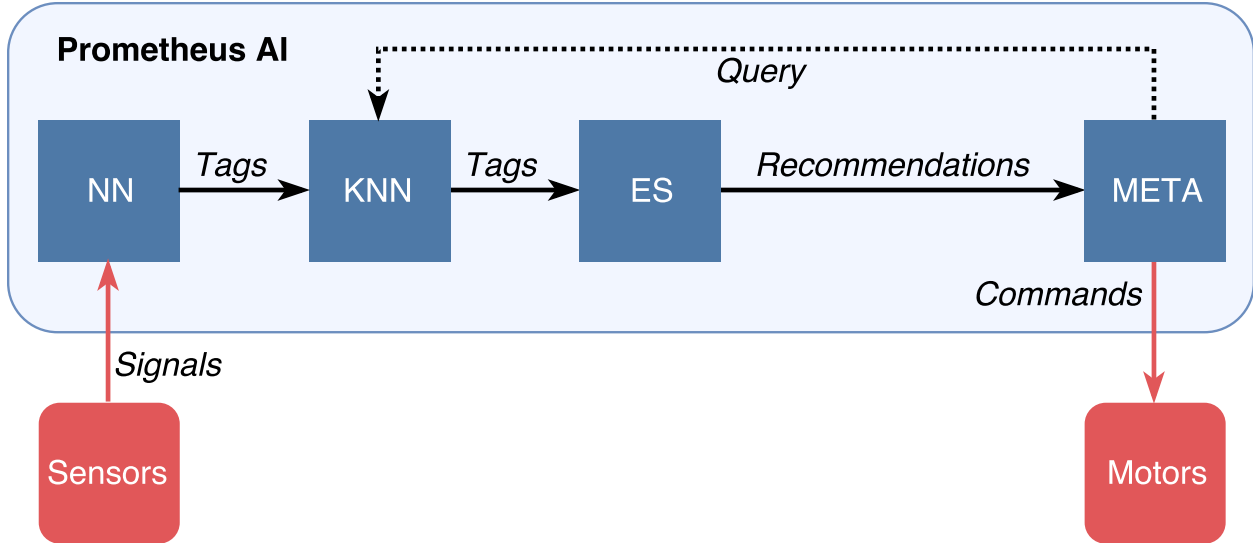 Prometheus AI
Query
Tags
Tags
Recommendations
NN
KNN
ES
META
Commands
Signals
Sensors
Motors